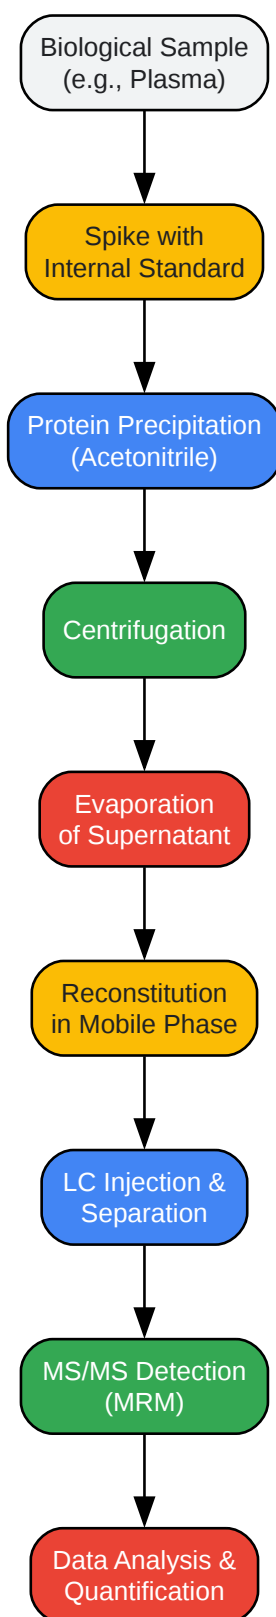 Biological Sample
(e.g., Plasma)
Spike with
Internal Standard
Protein Precipitation
(Acetonitrile)
Centrifugation
Evaporation
of Supernatant
Reconstitution
in Mobile Phase
LC Injection &
Separation
MS/MS Detection
(MRM)
Data Analysis &
Quantification